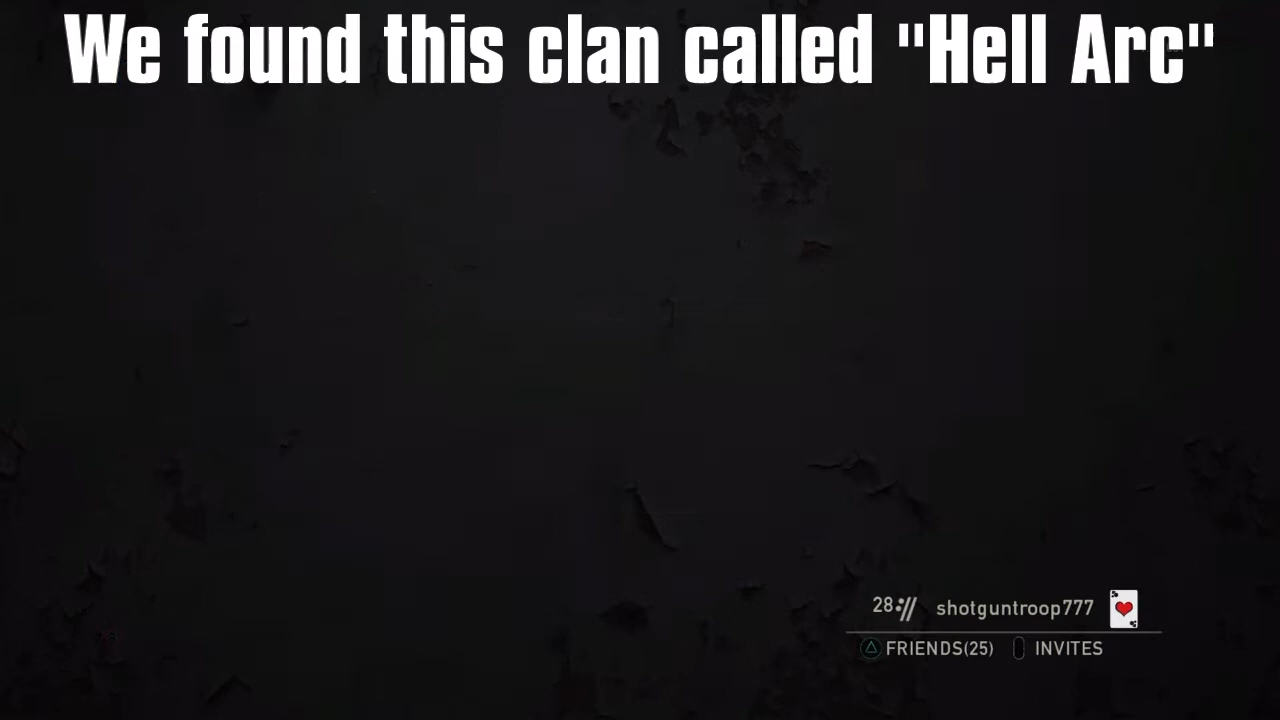 We found this clan called "Hell Arc"
28 shotguntroop777
FRIENDS(25) INVITES